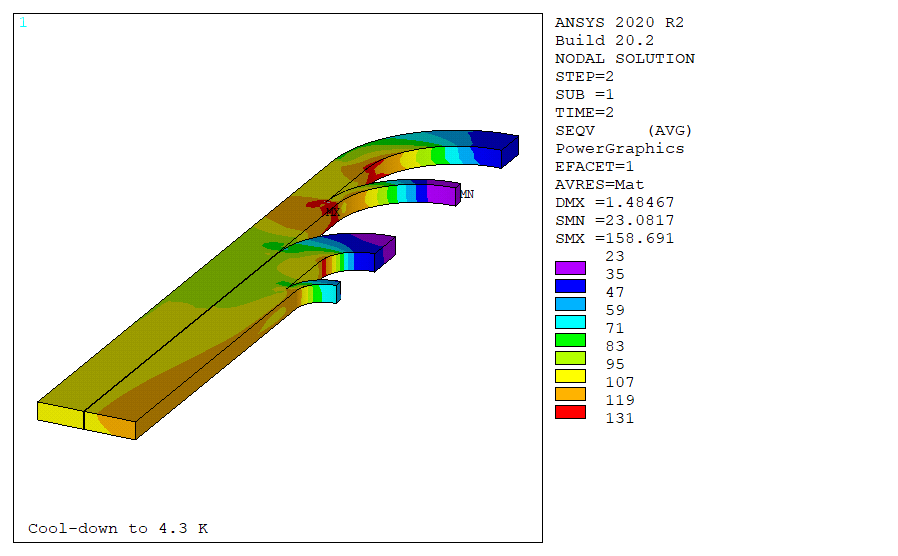 1
ANSYS 2020 R2
Build 20.2
NODAL SOLUTION
STEP=2
SUB =1
TIME=2
SEQV (AVG)
PowerGraphics
EFACET=1
AVRES=Mat
DMX =1.48467
SMN =23.0817
SMX =158.691
23
35
47
59
71
83
95
107
119
131
MN
MX
Cool-down to 4.3 K